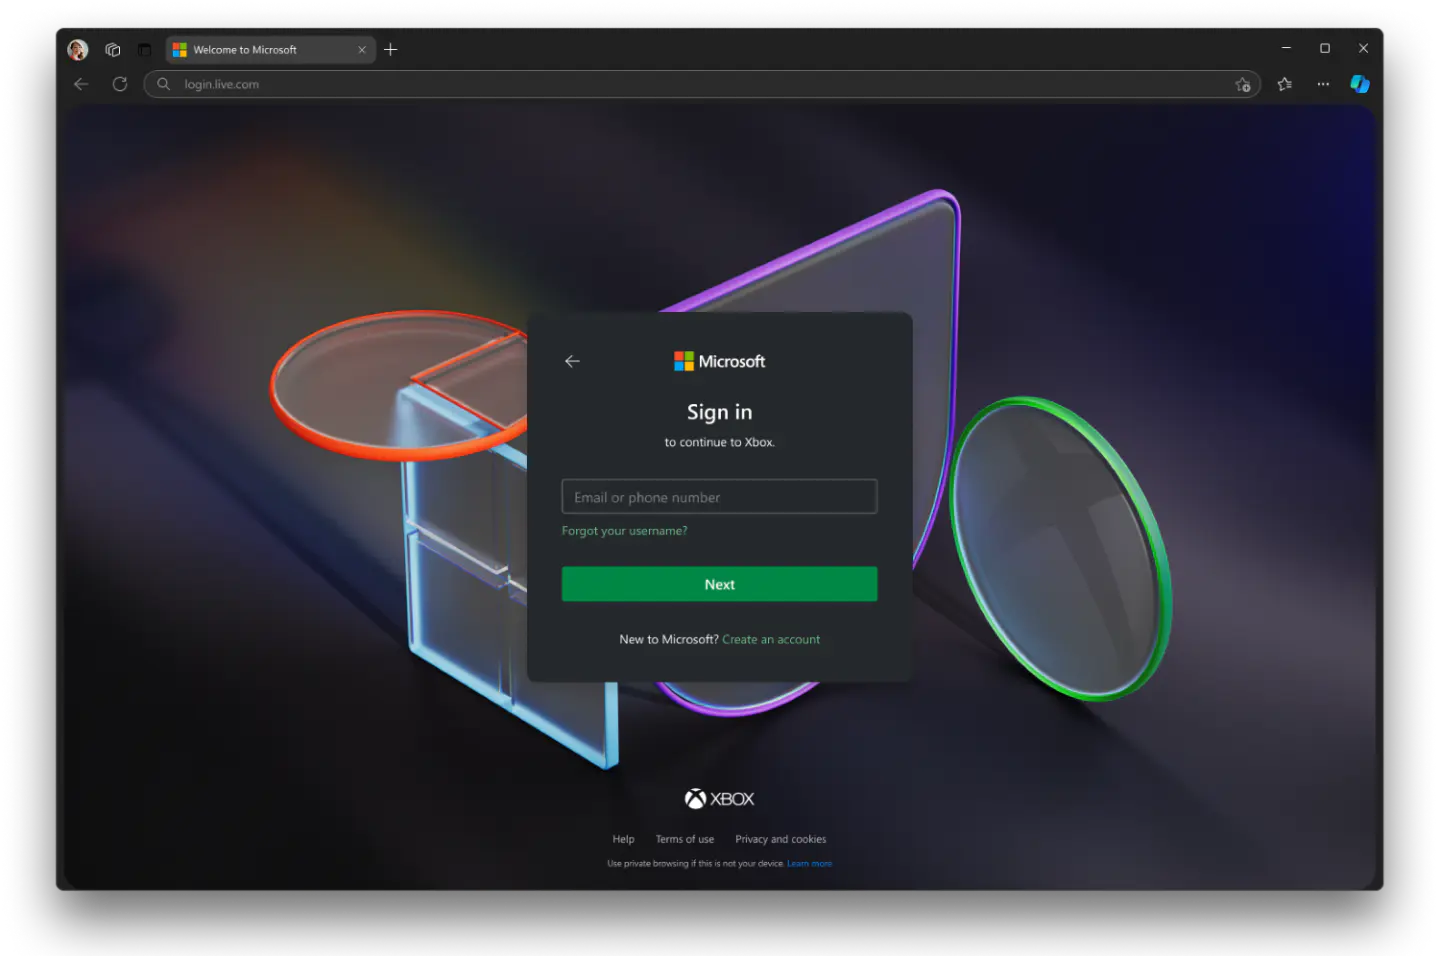 Welcome to Microsoft
login.live.com
Microsoft
Sign in
to continue to Xbox.
Email or phone number
Forgot your username?
Next
New to Microsoft? Create an account
XBOX
Help Terms of use Privacy and cookies
Use private browsing if this is not your device. Learn more